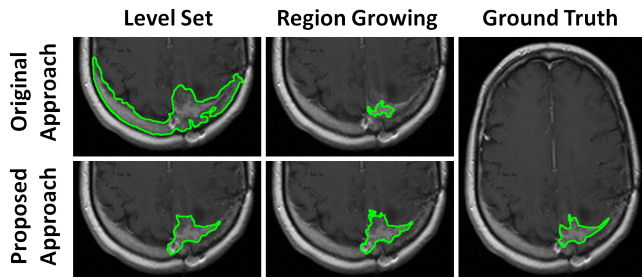 Level Set
Region Growing
Ground Truth
Original
Approach
Proposed
Approach